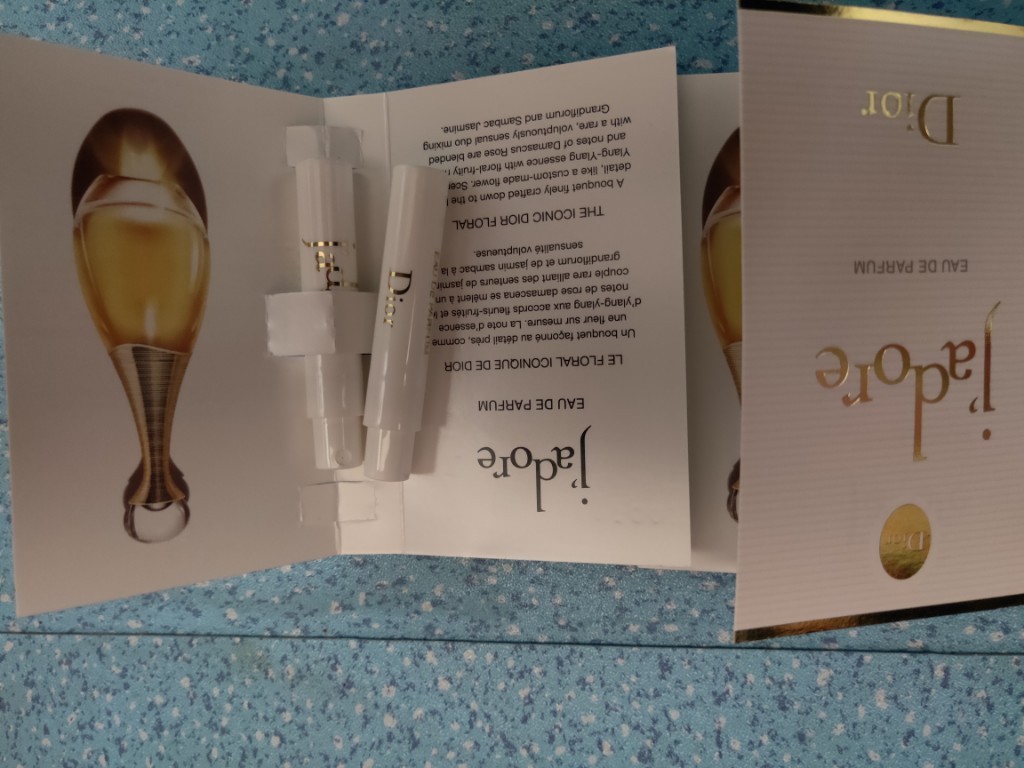 j'adore
EAU DE PARFUM
LE FLORAL ICONIQUE DE DIOR
Un bouquet façonné au détail près, comme
une fleur sur mesure. La note d'essence
d'ylang-ylang aux accords fleuris-fruités et
notes de rose damascena se mêlent à un
couple rare alliant des senteurs de jasmin
grandiflorum et de jasmin sambac à la
sensualité voluptueuse.
THE ICONIC DIOR FLORAL
A bouquet finely crafted down to the
detail, like a custom-made flower.
Ylang-Ylang essence with floral-fruity
and notes of Damascus Rose are blended
with a rare, voluptuously sensual duo mixing
Grandiflorum and Sambac Jasmine.
Dior
Dior
j'adore
EAU DE PARFUM
Dior